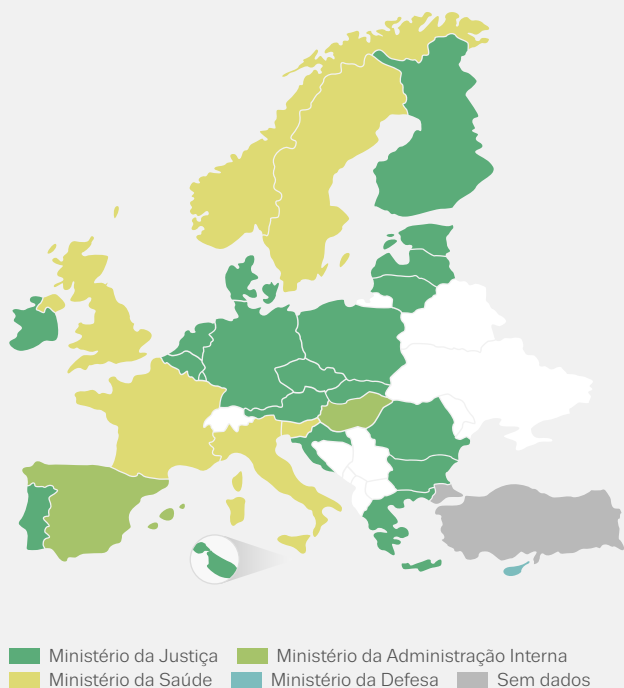 Ministério da Justiça Ministério da Administração Interna
Ministério da Saúde Ministério da Defesa Sem dados